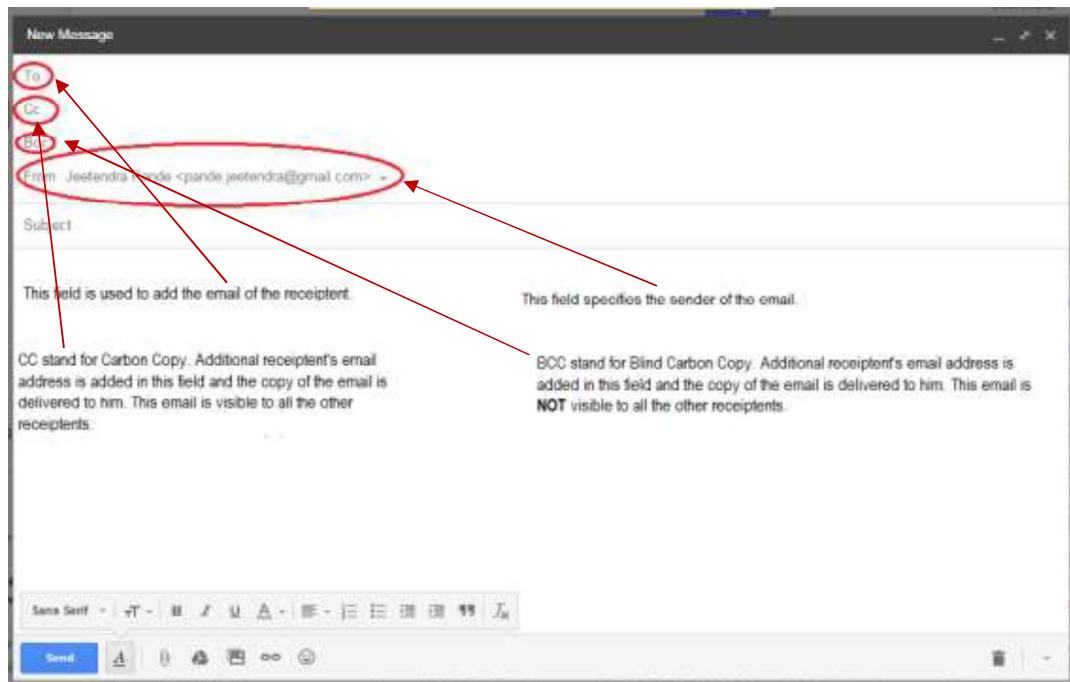 New Message
To
Cc
Bcc
From Jeetendra Pande <pande.jeetendra@gmail.com>
Subject
This field is used to add the email of the receiptent.
This field specifies the sender of the email.
CC stand for Carbon Copy. Additional receiptent's email
address is added in this field and the copy of the email is
delivered to him. This email is visible to all the other
receiptents.
BCC stand for Blind Carbon Copy. Additional receiptent's email address is
added in this field and the copy of the email is delivered to him. This email is
NOT visible to all the other receiptents.
Sans Serif
Send